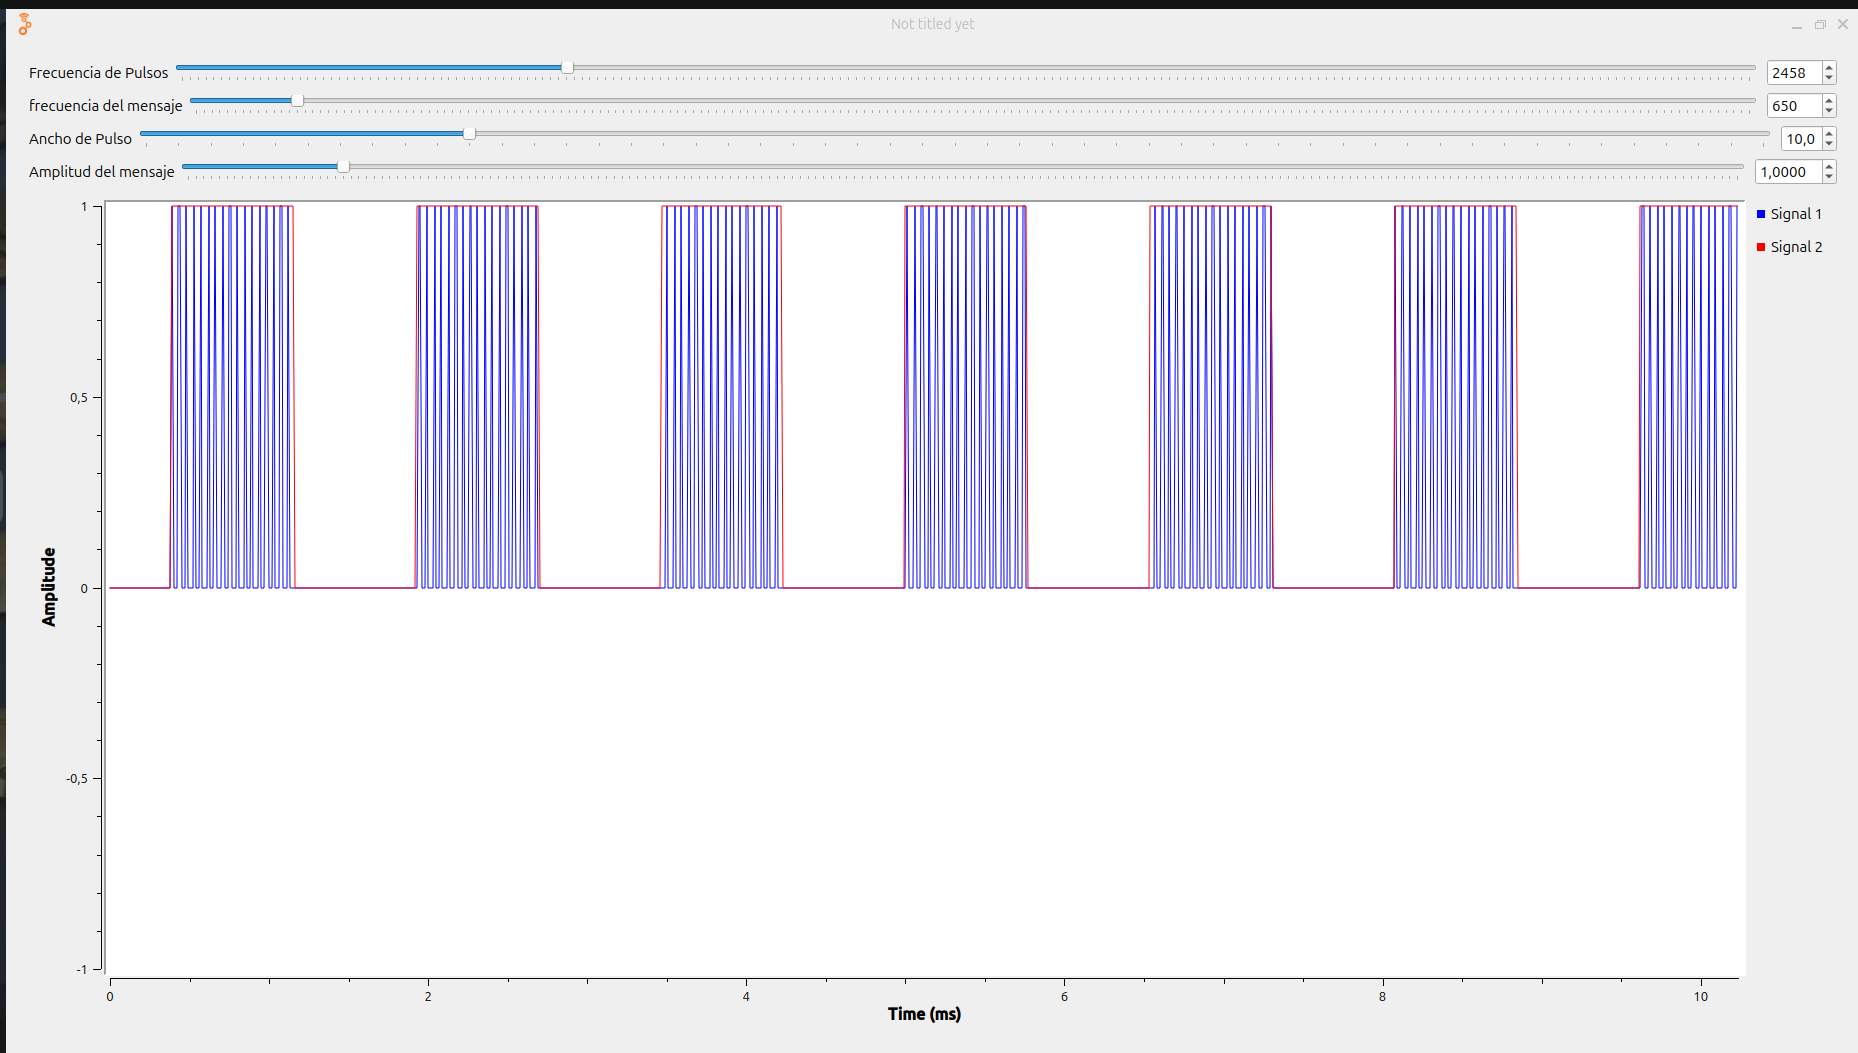 Not titled yet
Frecuencia de Pulsos 2458
frecuencia del mensaje 650
Ancho de Pulso 10,0
Amplitud del mensaje 1,0000
Signal 1
Signal 2
1
0,5
0
-0,5
-1
Amplitude
0 2 4 6 8 10
Time (ms)